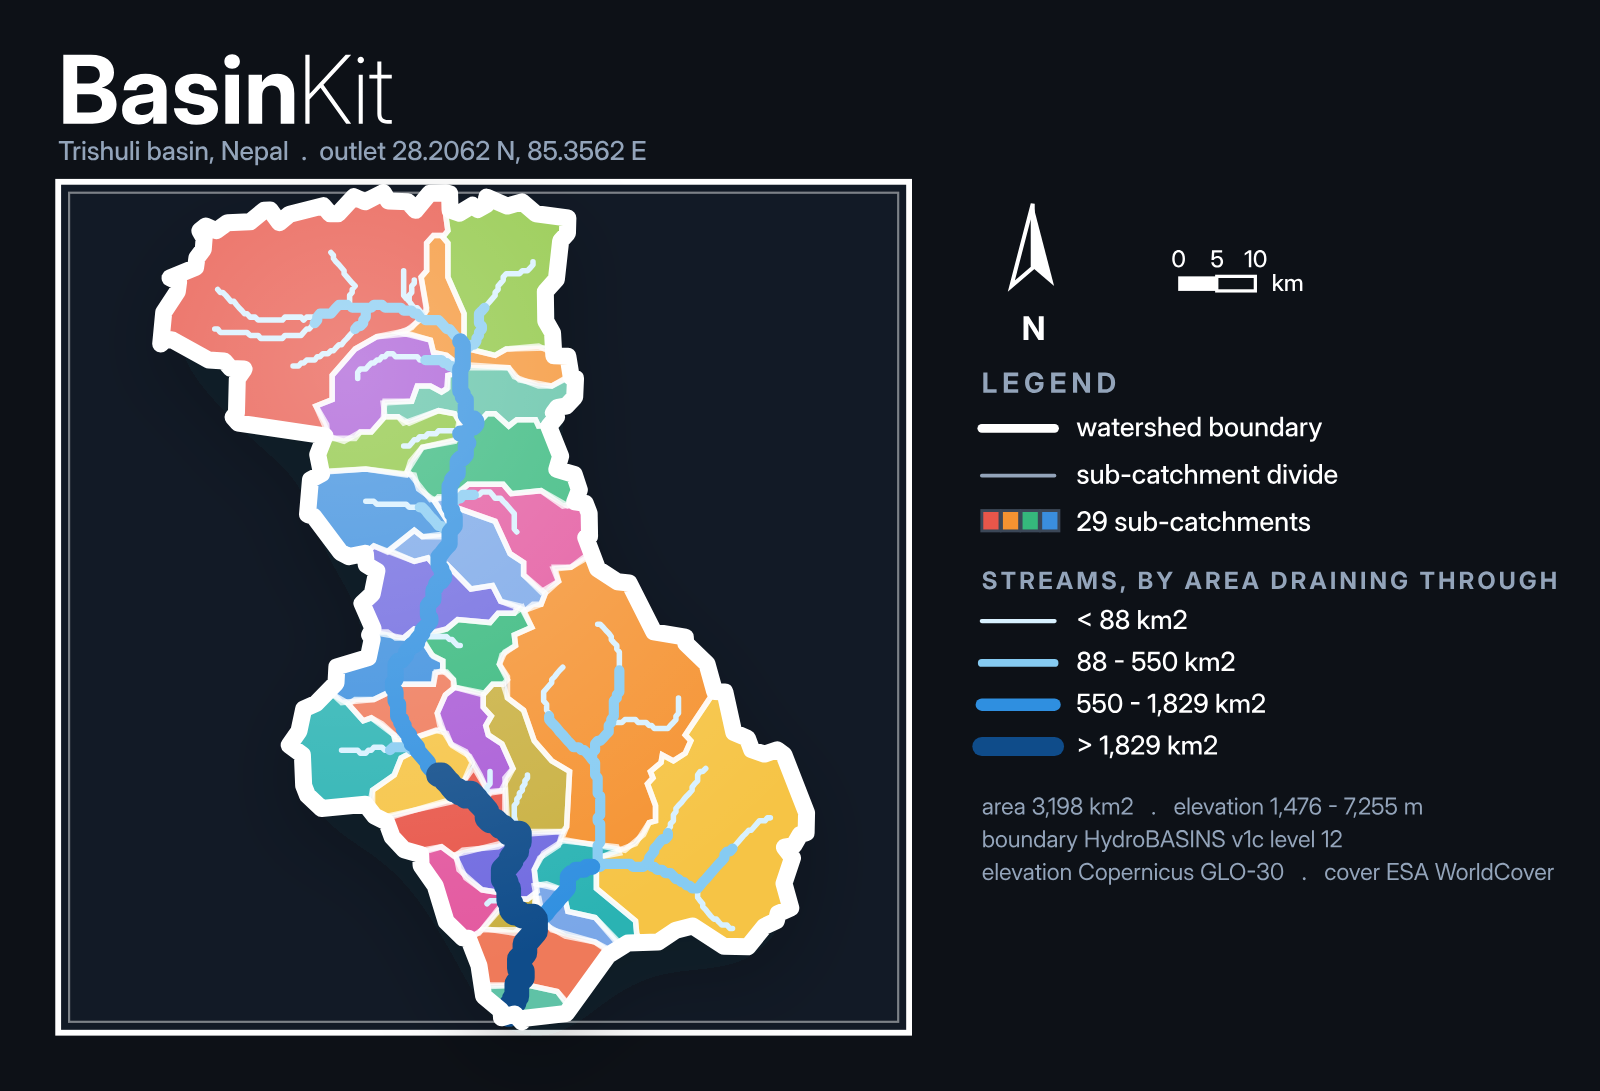 BasinKit
Trishuli basin, Nepal . outlet 28.2062 N, 85.3562 E
N
0 5 10
km
LEGEND
watershed boundary
sub-catchment divide
29 sub-catchments
STREAMS, BY AREA DRAINING THROUGH
< 88 km2
88 - 550 km2
550 - 1,829 km2
> 1,829 km2
area 3,198 km2 . elevation 1,476 - 7,255 m
boundary HydroBASINS v1c level 12
elevation Copernicus GLO-30 . cover ESA WorldCover